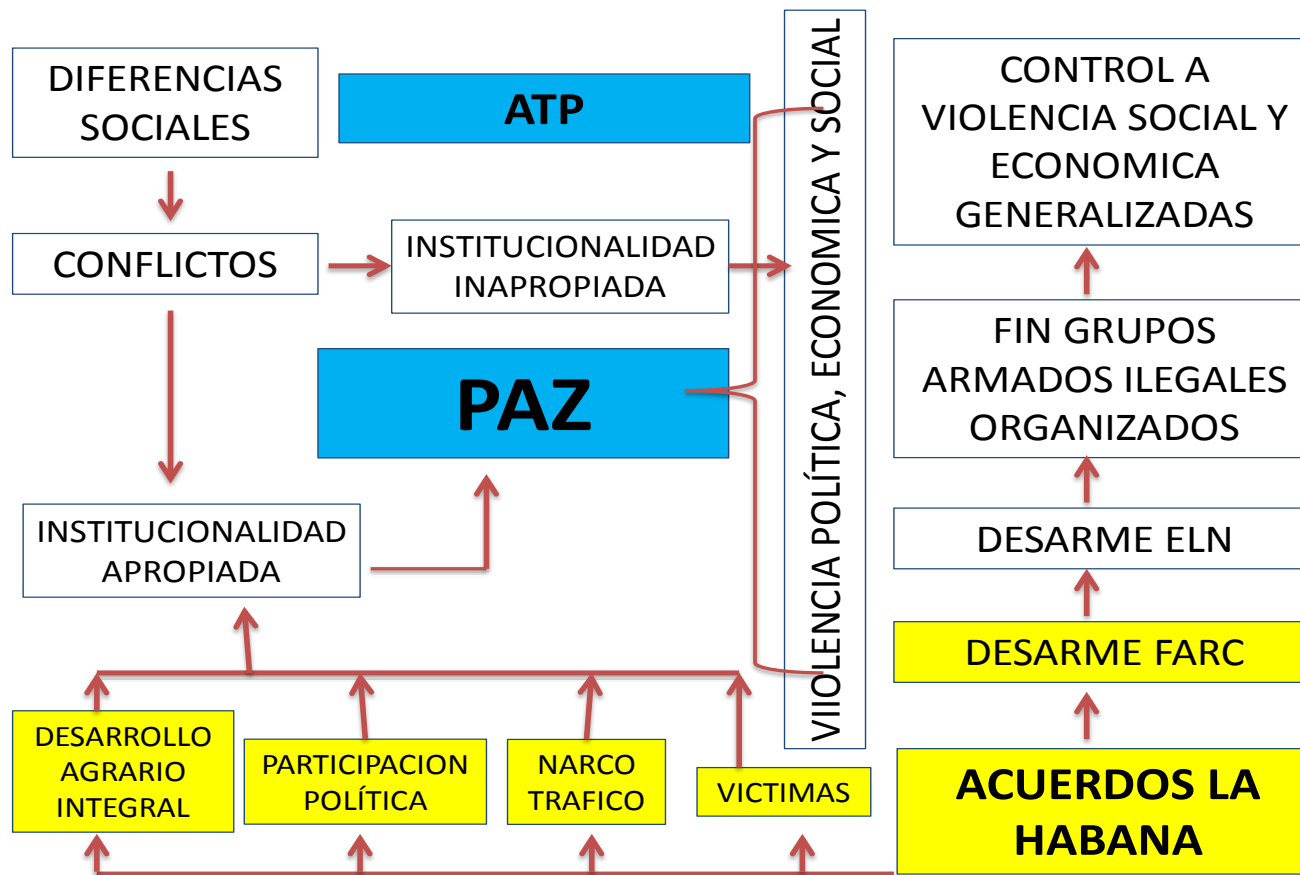 DIFERENCIAS
SOCIALES
ATP
CONFLICTOS
INSTITUCIONALIDAD
INAPROPIADA
PAZ
INSTITUCIONALIDAD
APROPIADA
DESARROLLO
AGRARIO
INTEGRAL
PARTICIPACION
POLÍTICA
NARCO
TRAFICO
VICTIMAS
VIIOLENCIA POLÍTICA, ECONOMICA Y SOCIAL
CONTROL A
VIOLENCIA SOCIAL Y
ECONOMICA
GENERALIZADAS
FIN GRUPOS
ARMADOS ILEGALES
ORGANIZADOS
DESARME ELN
DESARME FARC
ACUERDOS LA
HABANA